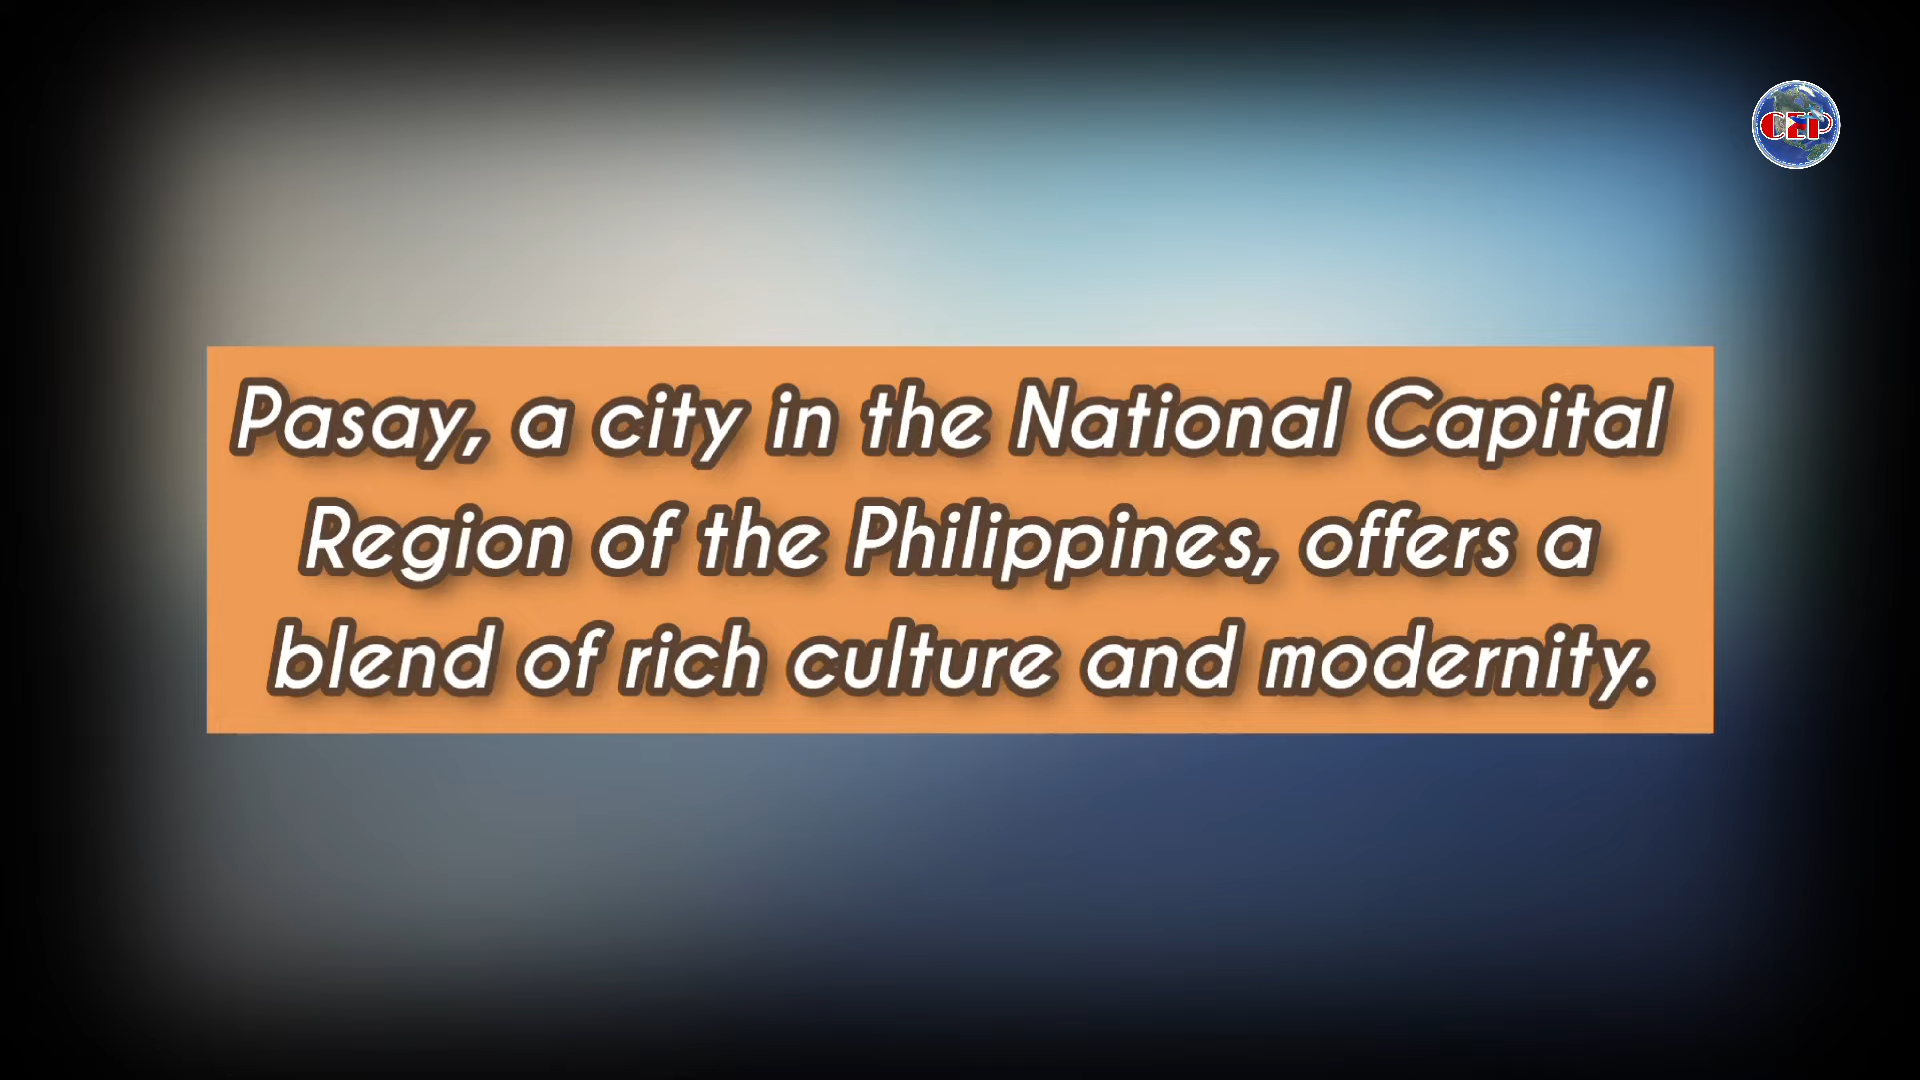 CEP
Pasay, a city in the National Capital
Region of the Philippines, offers a
blend of rich culture and modernity.